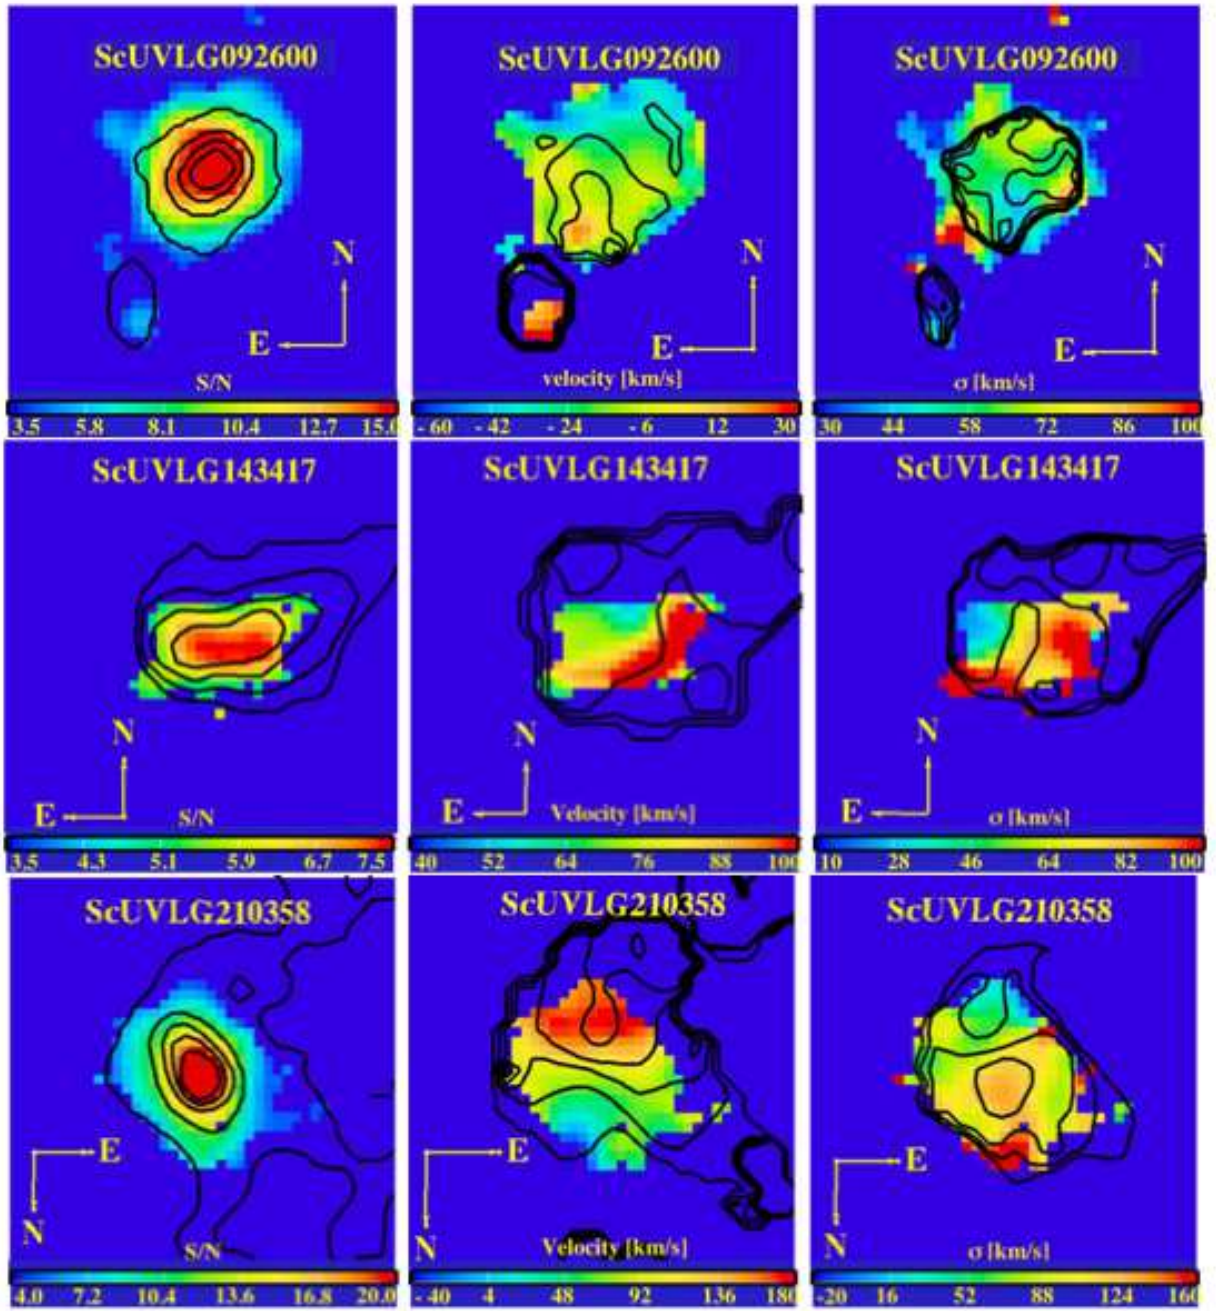 ScUVLG092600 ScUVLG092600 ScUVLG092600
N N N
E E E
S/N velocity [km/s] σ [km/s]
3.5 5.8 8.1 10.4 12.7 15.0 -60 -42 -24 -6 12 30 30 44 58 72 86 100
ScUVLG143417 ScUVLG143417 ScUVLG143417
N N N
E E E
S/N Velocity [km/s] σ [km/s]
3.5 4.3 5.1 5.9 6.7 7.5 40 52 64 76 88 100 10 28 46 64 82 100
ScUVLG210358 ScUVLG210358 ScUVLG210358
E E E
N N N
S/N Velocity [km/s] σ [km/s]
4.0 7.2 10.4 13.6 16.8 20.0 -40 4 48 92 136 180 -20 16 52 88 124 160